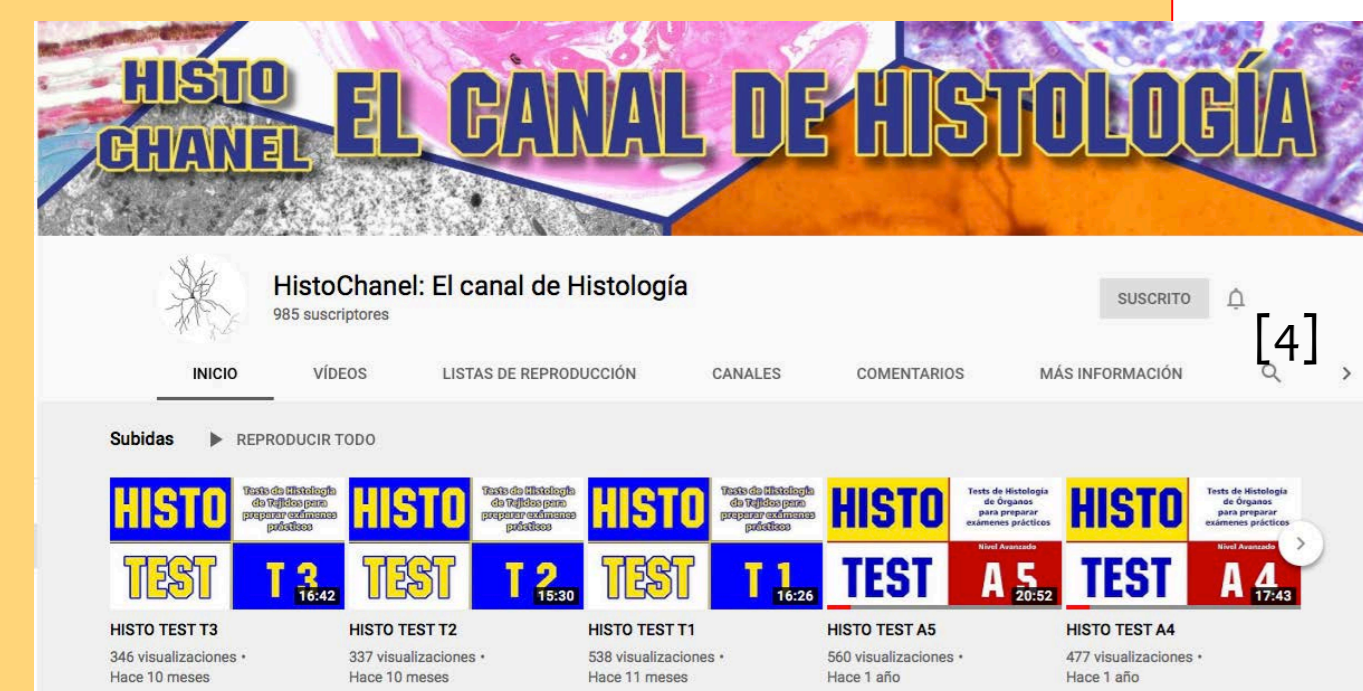 HISTO
CHANEL
EL CANAL DE HISTOLOGÍA
HistoChanel: El canal de Histología
985 suscriptores
SUSCRITO
[4]
INICIO
VÍDEOS
LISTAS DE REPRODUCCIÓN
CANALES
COMENTARIOS
MÁS INFORMACIÓN
Subidas
REPRODUCIR TODO
HISTO
TEST
Tests de Histología
de Tejidos para
preparar exámenes
prácticos
T 3
16:42
HISTO TEST T3
346 visualizaciones •
Hace 10 meses
HISTO
TEST
Tests de Histología
de Tejidos para
preparar exámenes
prácticos
T 2
15:30
HISTO TEST T2
337 visualizaciones •
Hace 10 meses
HISTO
TEST
Tests de Histología
de Tejidos para
preparar exámenes
prácticos
T 1
16:26
HISTO TEST T1
538 visualizaciones •
Hace 11 meses
HISTO
TEST
Tests de Histología
de Órganos
para preparar
exámenes prácticos
Nivel Avanzado
A 5
20:52
HISTO TEST A5
560 visualizaciones •
Hace 1 año
HISTO
TEST
Tests de Histología
de Órganos
para preparar
exámenes prácticos
Nivel Avanzado
A 4
17:43
HISTO TEST A4
477 visualizaciones •
Hace 1 año